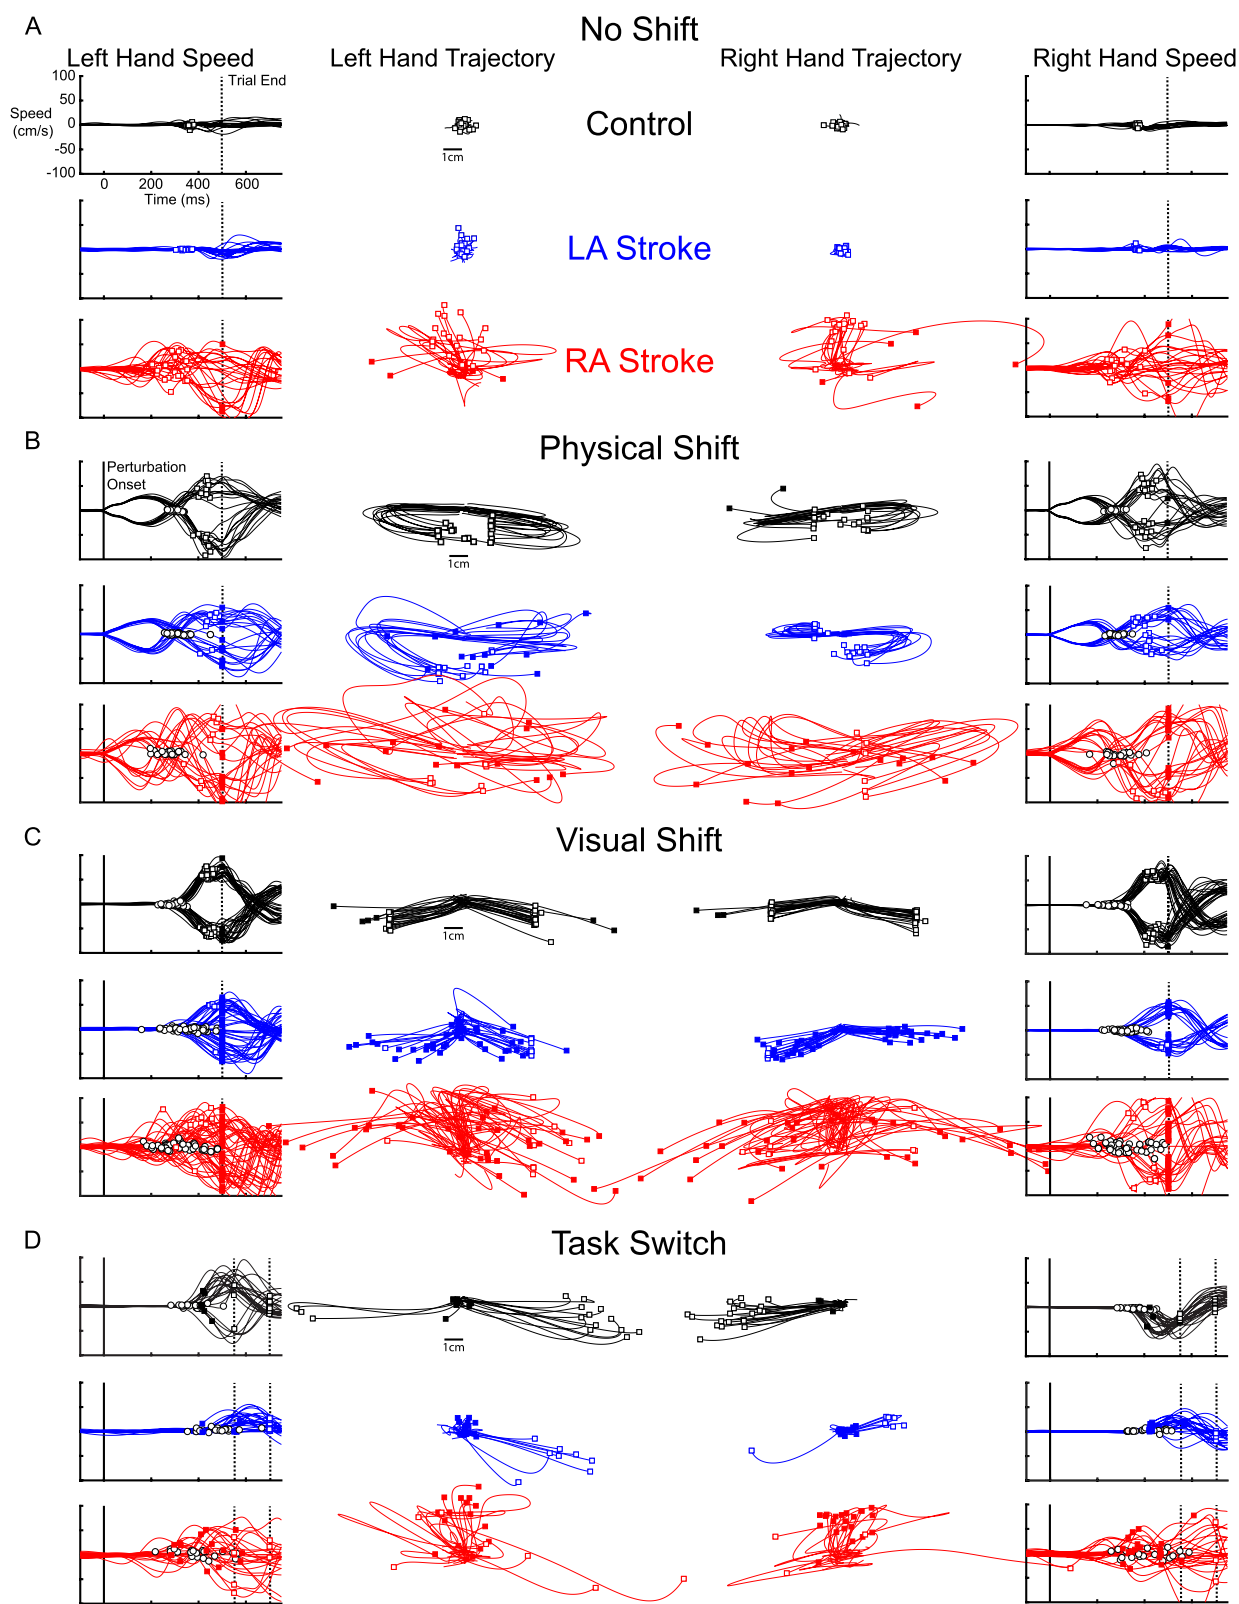 A
No Shift
Left Hand Speed
Left Hand Trajectory
Right Hand Trajectory
Right Hand Speed
100
50
0
-50
-100
Speed
(cm/s)
Trial End
0
200
400
600
Time (ms)
Control
1cm
LA Stroke
RA Stroke
B
Physical Shift
Perturbation
Onset
1cm
C
Visual Shift
1cm
D
Task Switch
1cm